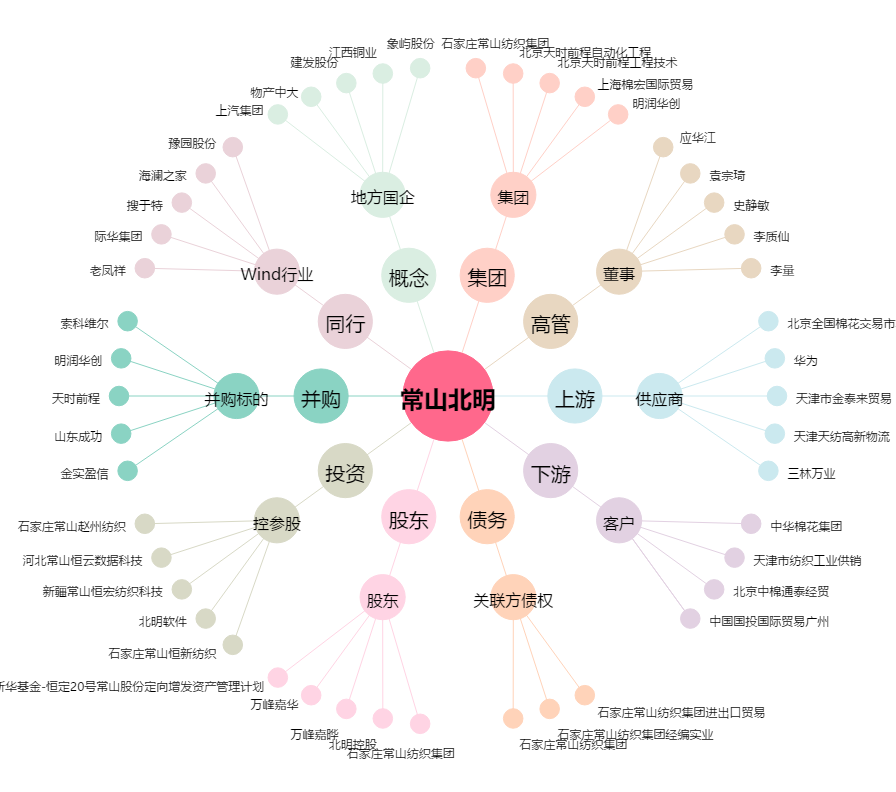 象屿股份
石家庄常山纺织集团
江西铜业
北京天时前程自动化工程
建发股份
北京天时前程工程技术
物产中大
上海棉宏国际贸易
上汽集团
明润华创
豫园股份
应华江
海澜之家
袁宗琦
搜于特
地方国企
集团
史静敏
际华集团
李质仙
老凤祥
Wind行业
概念
集团
董事
李量
同行
高管
索科维尔
北京全国棉花交易市
明润华创
华为
天时前程
并购标的
并购
常山北明
上游
供应商
天津市金泰来贸易
山东成功
天津天纺高新物流
金实盈信
三林万业
投资
下游
石家庄常山赵州纺织
控参股
股东
债务
客户
中华棉花集团
河北常山恒云数据科技
天津市纺织工业供销
新疆常山恒宏纺织科技
北京中棉通泰经贸
股东
关联方债权
北明软件
中国国投国际贸易广州
石家庄常山恒新纺织
新华基金-恒定20号常山股份定向增发资产管理计划
万峰嘉华
石家庄常山纺织集团进出口贸易
万峰嘉晔
石家庄常山纺织集团经编实业
北明控股
石家庄常山纺织集团
石家庄常山纺织集团